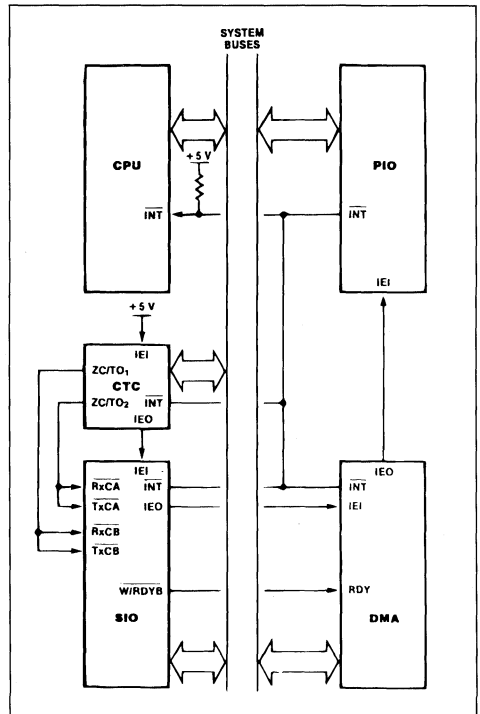 SYSTEM
BUSES
CPU
+5 V
INT
PIO
INT
IEI
+5 V
IEI
ZC/TO₁
CTC
ZC/TO₂
INT
IEO
IEI
RxCA
INT
TxCA
IEO
RxCB
TxCB
W/RDYB
SIO
IEO
INT
IEI
RDY
DMA